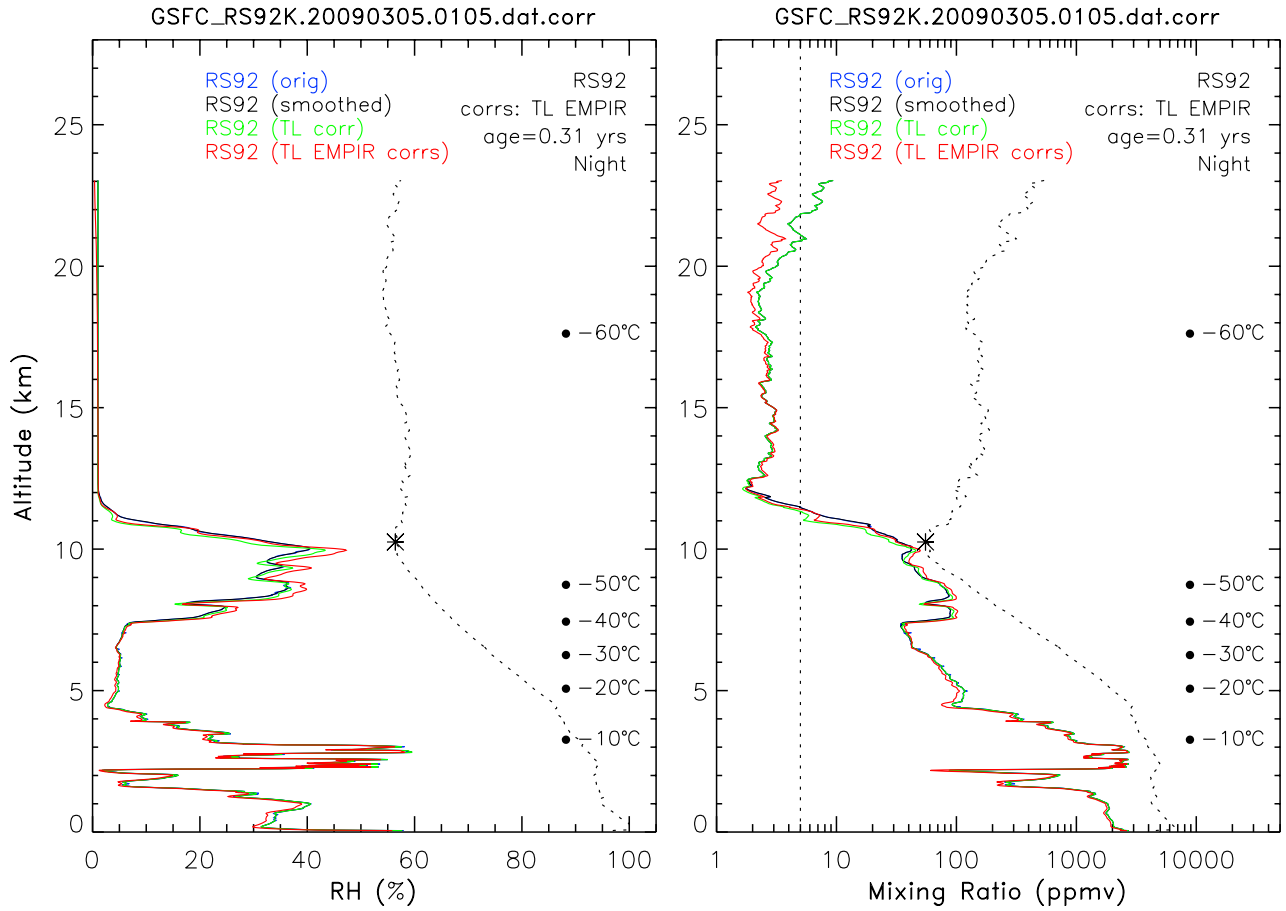 GSFC_RS92K.20090305.0105.dat.corr
RS92 (orig)
RS92 (smoothed)
RS92 (TL corr)
RS92 (TL EMPIR corrs)
RS92
corrs: TL EMPIR
age=0.31 yrs
Night
25
20
15
10
5
0
-60°C
-50°C
-40°C
-30°C
-20°C
-10°C
0
20
40
60
80
100
Altitude (km)
RH (%)
GSFC_RS92K.20090305.0105.dat.corr
RS92 (orig)
RS92 (smoothed)
RS92 (TL corr)
RS92 (TL EMPIR corrs)
RS92
corrs: TL EMPIR
age=0.31 yrs
Night
25
20
15
10
5
0
-60°C
-50°C
-40°C
-30°C
-20°C
-10°C
1
10
100
1000
10000
Mixing Ratio (ppmv)